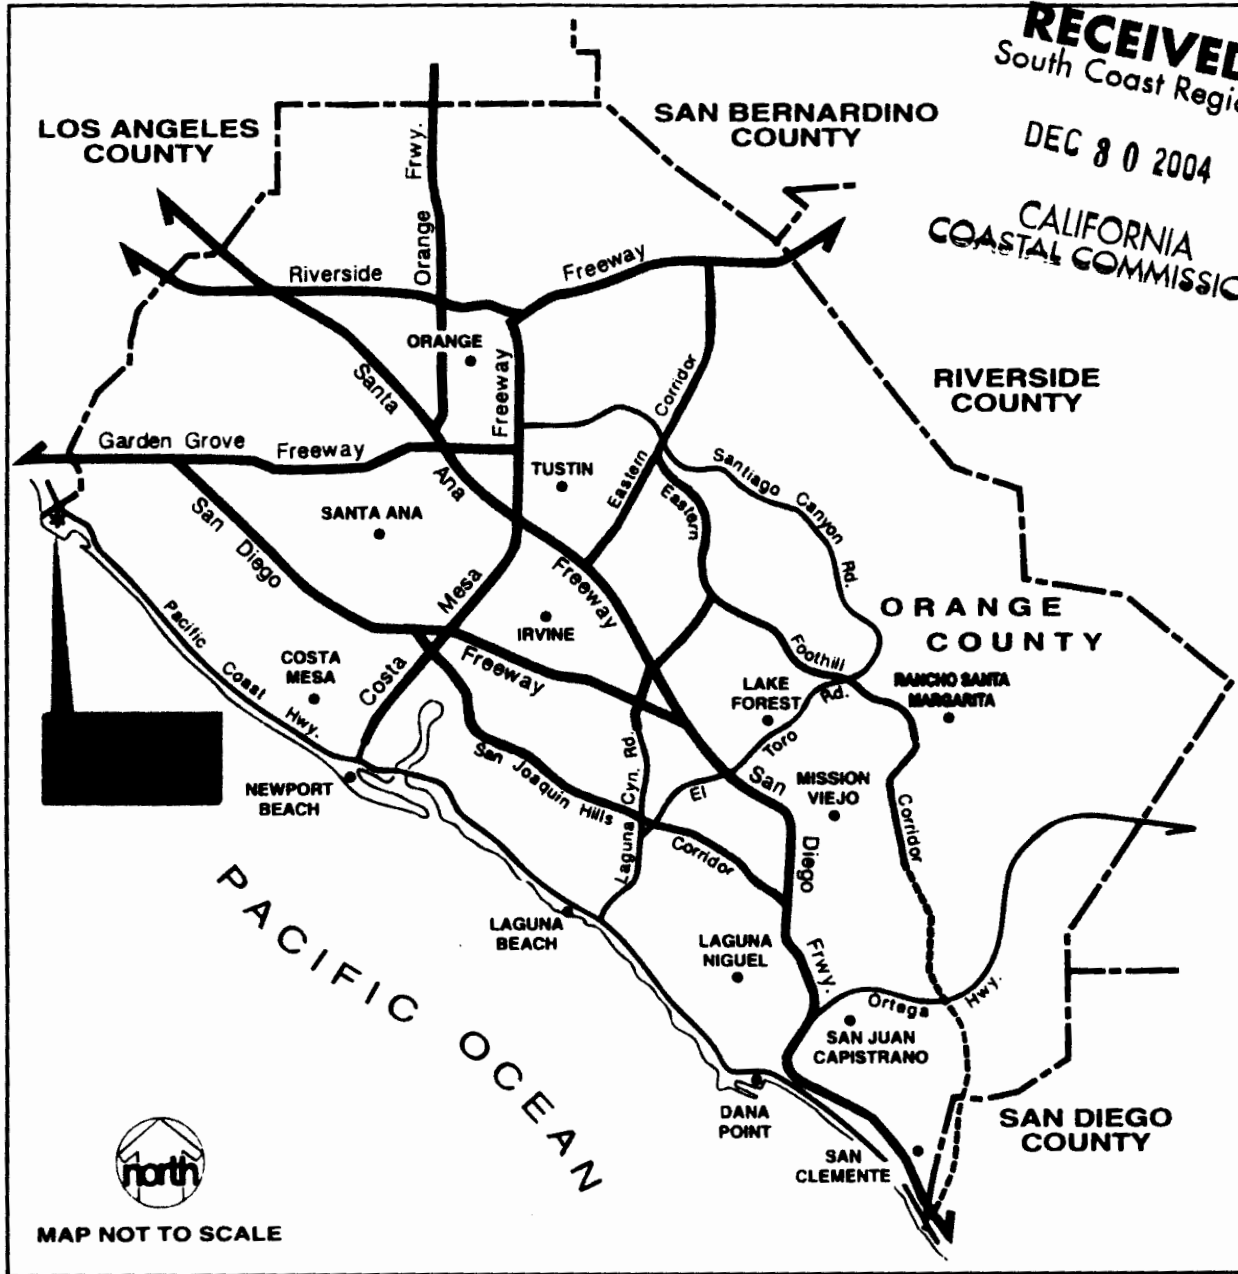 RECEIVED
South Coast Regio
DEC 30 2004
CALIFORNIA
COASTAL COMMISSIO
LOS ANGELES
COUNTY
SAN BERNARDINO
COUNTY
Orange Frwy.
Riverside Freeway
ORANGE
Santa Ana Freeway
Costa Mesa Freeway
Eastern Corridor
RIVERSIDE
COUNTY
Garden Grove Freeway
TUSTIN
Santiago Canyon Rd.
Eastern
SANTA ANA
San Diego Freeway
IRVINE
ORANGE
COUNTY
Pacific Coast Hwy.
COSTA
MESA
Foothill Corridor
LAKE
FOREST
RANCHO SANTA
MARGARITA
El Toro Rd.
San Joaquin Hills Corridor
Laguna Cyn. Rd.
San Diego Frwy.
MISSION
VIEJO
NEWPORT
BEACH
LAGUNA
BEACH
LAGUNA
NIGUEL
PACIFIC OCEAN
Ortega Hwy.
SAN JUAN
CAPISTRANO
DANA
POINT
SAN
CLEMENTE
SAN DIEGO
COUNTY
north
MAP NOT TO SCALE